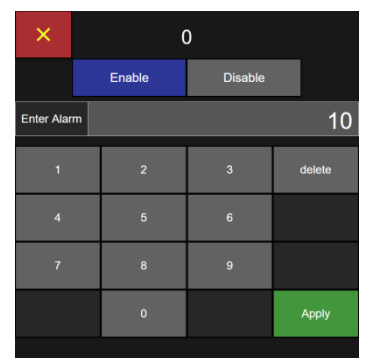 × 0
Enable Disable
Enter Alarm 10
1 2 3 delete
4 5 6
7 8 9
0 Apply